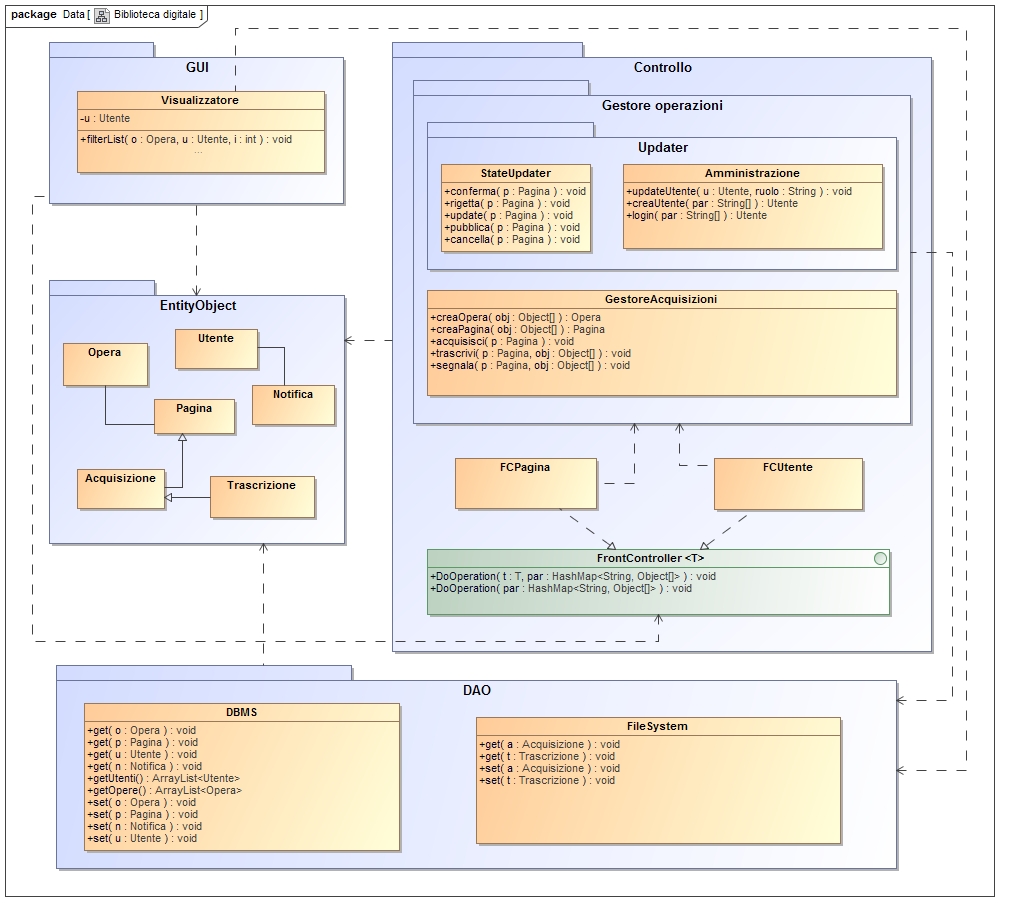 package Data [ Biblioteca digitale ]
GUI
Visualizzatore
-u : Utente
+filterList( o : Opera, u : Utente, i : int ) : void
...
Controllo
Gestore operazioni
Updater
StateUpdater
+conferma( p : Pagina ) : void
+rigetta( p : Pagina ) : void
+update( p : Pagina ) : void
+pubblica( p : Pagina ) : void
+cancella( p : Pagina ) : void
Amministrazione
+updateUtente( u : Utente, ruolo : String ) : void
+creaUtente( par : String[] ) : Utente
+login( par : String[] ) : Utente
GestoreAcquisizioni
+creaOpera( obj : Object[] ) : Opera
+creaPagina( obj : Object[] ) : Pagina
+acquisisci( p : Pagina ) : void
+trascrivi( p : Pagina, obj : Object[] ) : void
+segnala( p : Pagina, obj : Object[] ) : void
EntityObject
Opera
Utente
Notifica
Pagina
Acquisizione
Trascrizione
FCPagina
FCUtente
FrontController <T>
+DoOperation( t : T, par : HashMap<String, Object[]> ) : void
+DoOperation( par : HashMap<String, Object[]> ) : void
DAO
DBMS
+get( o : Opera ) : void
+get( p : Pagina ) : void
+get( u : Utente ) : void
+get( n : Notifica ) : void
+getUtenti() : ArrayList<Utente>
+getOpere() : ArrayList<Opera>
+set( o : Opera ) : void
+set( p : Pagina ) : void
+set( n : Notifica ) : void
+set( u : Utente ) : void
FileSystem
+get( a : Acquisizione ) : void
+get( t : Trascrizione ) : void
+set( a : Acquisizione ) : void
+set( t : Trascrizione ) : void